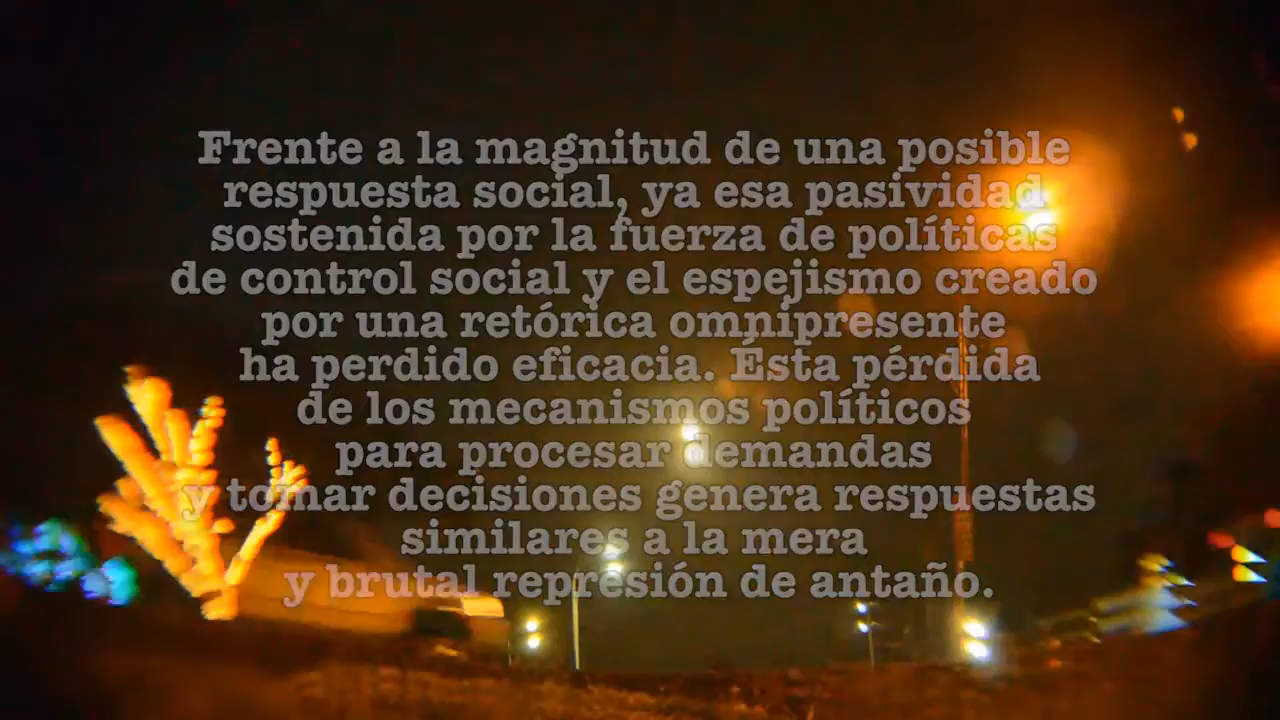 Frente a la magnitud de una posible
respuesta social, ya esa pasividad
sostenida por la fuerza de políticas
de control social y el espejismo creado
por una retórica omnipresente
ha perdido eficacia. Ésta pérdida
de los mecanismos políticos
para procesar demandas
y tomar decisiones genera respuestas
similares a la mera
y brutal represión de antaño.